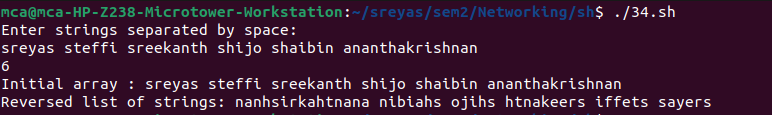 mca@mca-HP-Z238-Microtower-Workstation:~/sreyas/sem2/Networking/sh$ ./34.sh
Enter strings separated by space:
sreyas steffi sreekanth shijo shaibin ananthakrishnan
6
Initial array : sreyas steffi sreekanth shijo shaibin ananthakrishnan
Reversed list of strings: nanhsirkahtnana nibiahs ojihs htnakeers iffets sayers